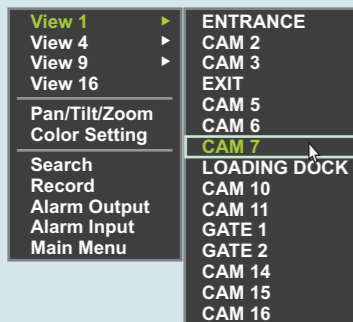 View 1
View 4
View 9
View 16
Pan/Tilt/Zoom
Color Setting
Search
Record
Alarm Output
Alarm Input
Main Menu
ENTRANCE
CAM 2
CAM 3
EXIT
CAM 5
CAM 6
CAM 7
LOADING DOCK
CAM 10
CAM 11
GATE 1
GATE 2
CAM 14
CAM 15
CAM 16